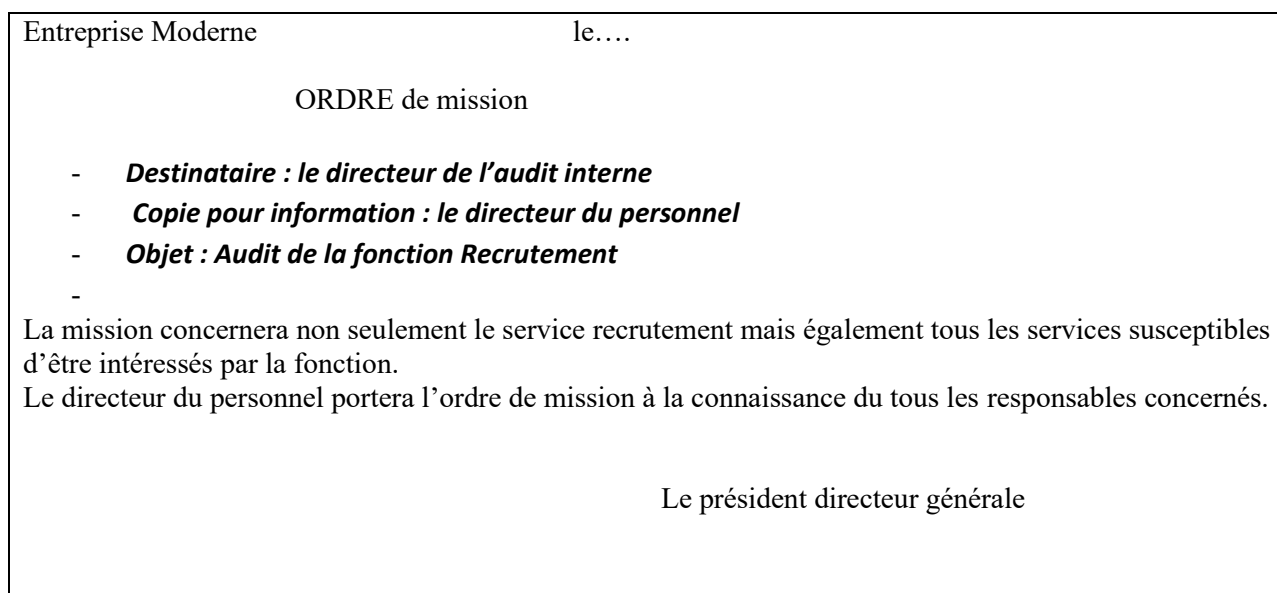 Entreprise Moderne le….
ORDRE de mission
- Destinataire : le directeur de l’audit interne
- Copie pour information : le directeur du personnel
- Objet : Audit de la fonction Recrutement
-
La mission concernera non seulement le service recrutement mais également tous les services susceptibles
d’être intéressés par la fonction.
Le directeur du personnel portera l’ordre de mission à la connaissance du tous les responsables concernés.
Le président directeur générale